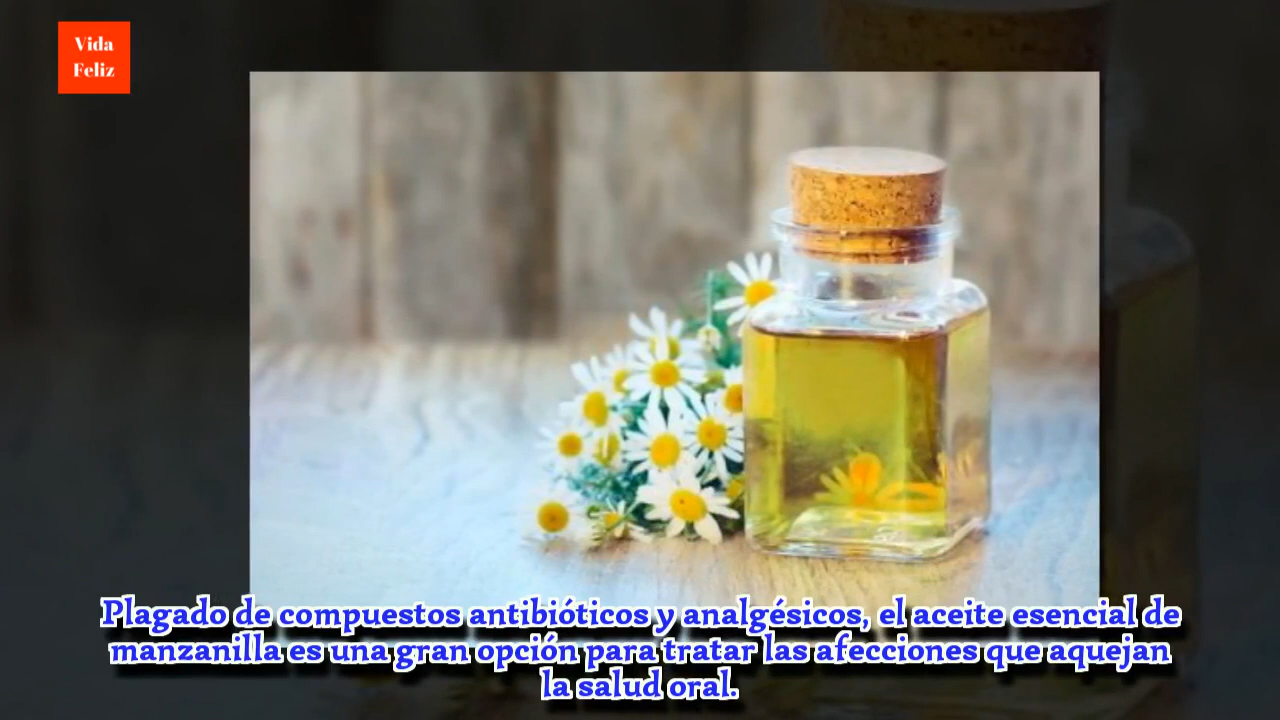 Vida
Feliz
Plagado de compuestos antibióticos y analgésicos, el aceite esencial de
manzanilla es una gran opción para tratar las afecciones que aquejan
la salud oral.